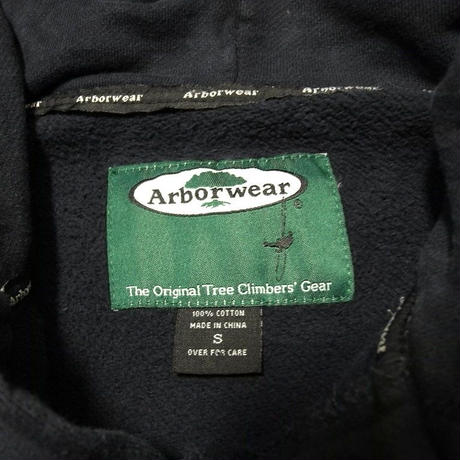 Arborwear Arborwear Arborwear
Arborwear
®
The Original Tree Climbers' Gear
100% COTTON
MADE IN CHINA
S
OVER FOR CARE